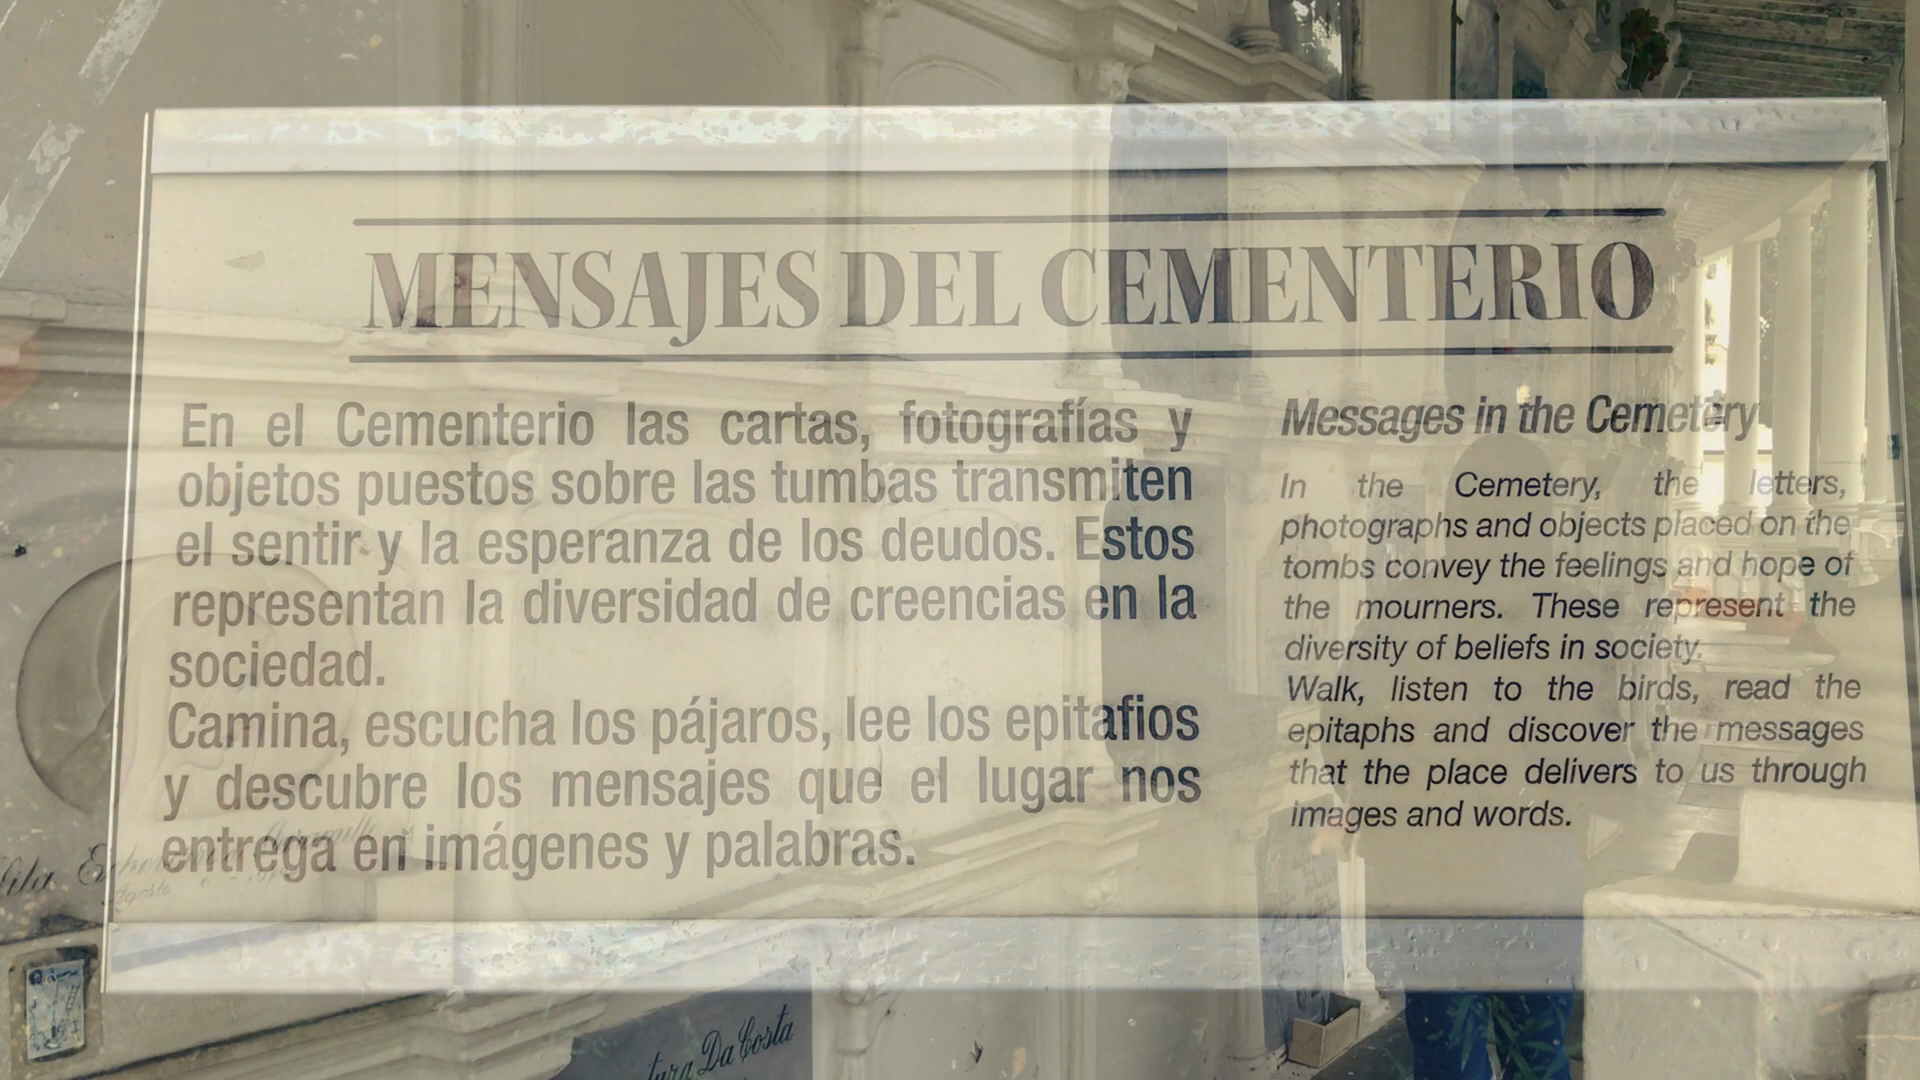 MENSAJES DEL CEMENTERIO
En el Cementerio las cartas, fotografías y
objetos puestos sobre las tumbas transmiten
el sentir y la esperanza de los deudos. Estos
representan la diversidad de creencias en la
sociedad.
Camina, escucha los pájaros, lee los epitafios
y descubre los mensajes que el lugar nos
entrega en imágenes y palabras.
Messages in the Cemetery
In the Cemetery, the letters,
photographs and objects placed on the
tombs convey the feelings and hope of
the mourners. These represent the
diversity of beliefs in society.
Walk, listen to the birds, read the
epitaphs and discover the messages
that the place delivers to us through
images and words.
Da Costa